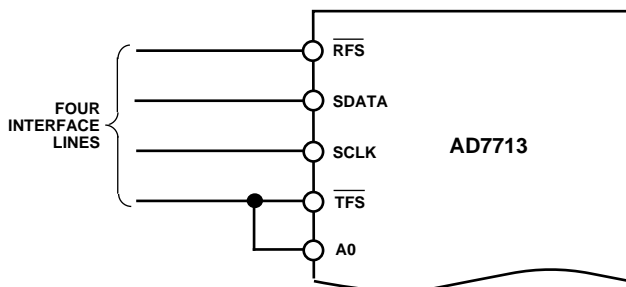 RFS
SDATA
FOUR
INTERFACE
LINES
SCLK
AD7713
TFS
A0